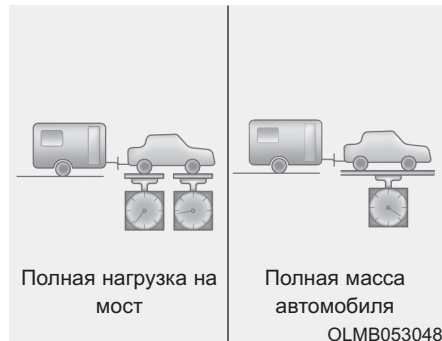 Полная нагрузка на
мост
Полная масса
автомобиля
OLMB053048